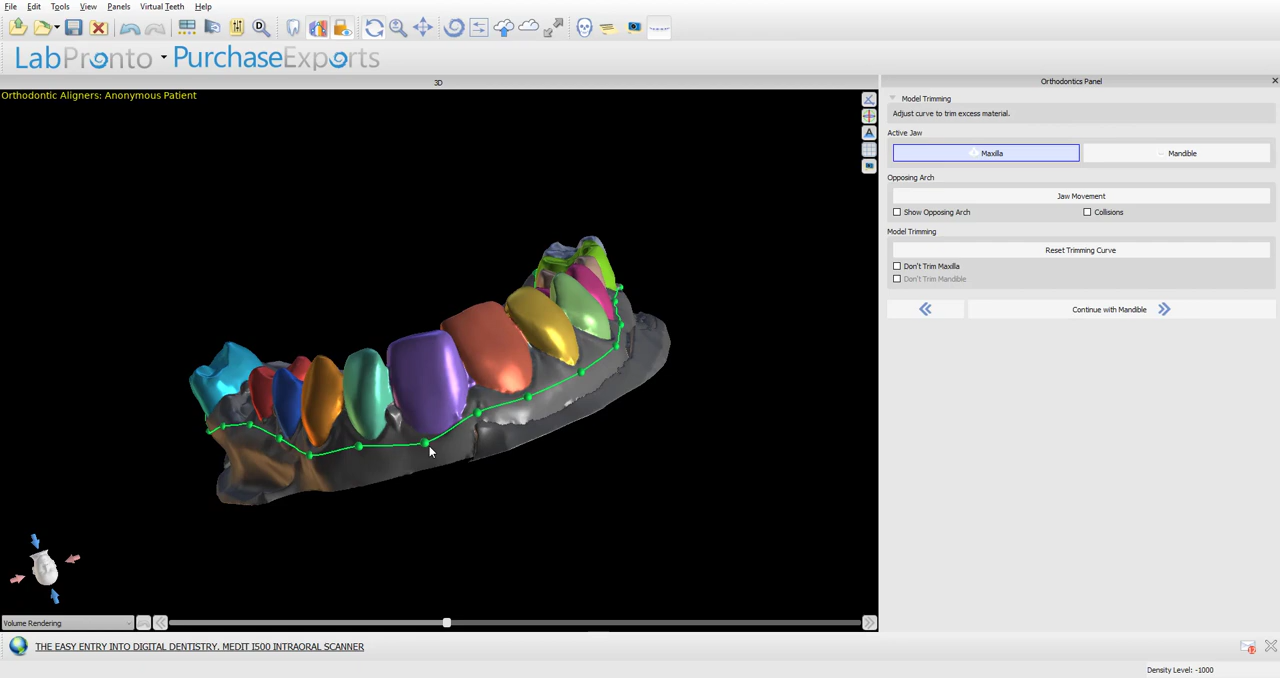 File Edit Tools View Panels Virtual Teeth Help
LabPronto PurchaseExports
3D
Orthodontic Aligners: Anonymous Patient
A
Volume Rendering
Orthodontics Panel
Model Trimming
Adjust curve to trim excess material.
Active Jaw
Maxilla Mandible
Opposing Arch
Jaw Movement
Show Opposing Arch Collisions
Model Trimming
Reset Trimming Curve
Don't Trim Maxilla
Don't Trim Mandible
Continue with Mandible
THE EASY ENTRY INTO DIGITAL DENTISTRY, MEDIT I500 INTRAORAL SCANNER
Density Level: -1000